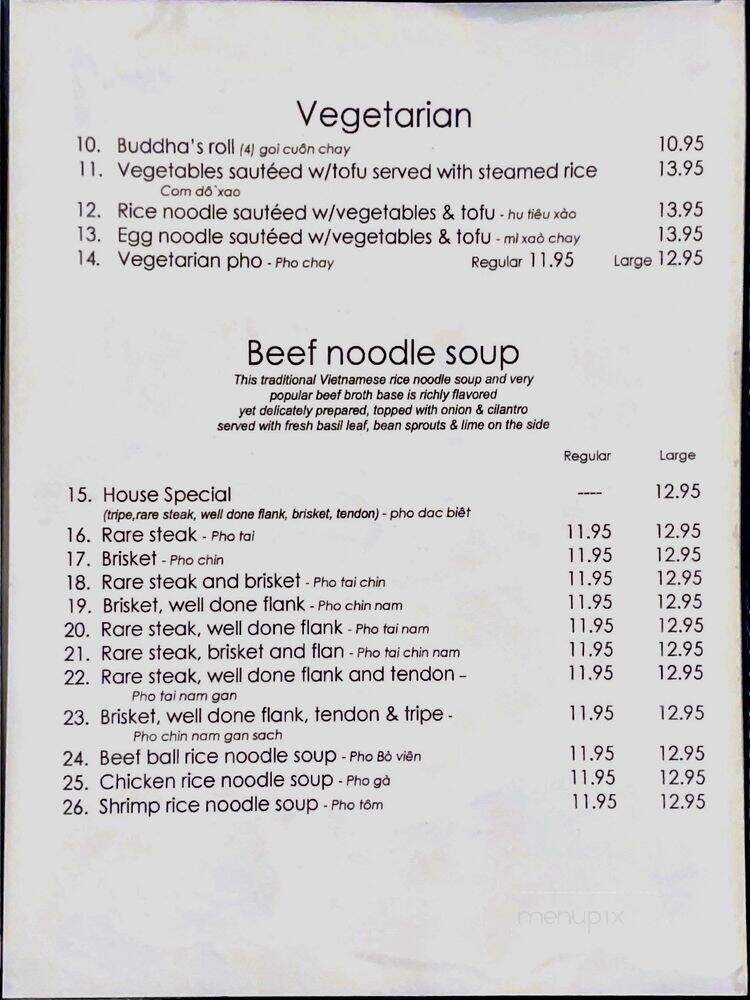 Vegetarian
10. Buddha's roll (4) goi cuôn chay 10.95
11. Vegetables sautéed w/tofu served with steamed rice 13.95
Com dô`xao
12. Rice noodle sautéed w/vegetables & tofu - hu tiêu xào 13.95
13. Egg noodle sautéed w/vegetables & tofu - mì xaò chay 13.95
14. Vegetarian pho - Pho chay Regular 11.95 Large 12.95
Beef noodle soup
This traditional Vietnamese rice noodle soup and very
popular beef broth base is richly flavored
yet delicately prepared, topped with onion & cilantro
served with fresh basil leaf, bean sprouts & lime on the side
Regular Large
15. House Special ---- 12.95
(tripe,rare steak, well done flank, brisket, tendon) - pho dac biêt
16. Rare steak - Pho tai 11.95 12.95
17. Brisket - Pho chin 11.95 12.95
18. Rare steak and brisket - Pho tai chin 11.95 12.95
19. Brisket, well done flank - Pho chin nam 11.95 12.95
20. Rare steak, well done flank - Pho tai nam 11.95 12.95
21. Rare steak, brisket and flan - Pho tai chin nam 11.95 12.95
22. Rare steak, well done flank and tendon - 11.95 12.95
Pho tai nam gan
23. Brisket, well done flank, tendon & tripe - 11.95 12.95
Pho chin nam gan sach
24. Beef ball rice noodle soup - Pho Bò viên 11.95 12.95
25. Chicken rice noodle soup - Pho gà 11.95 12.95
26. Shrimp rice noodle soup - Pho tôm 11.95 12.95
menupix